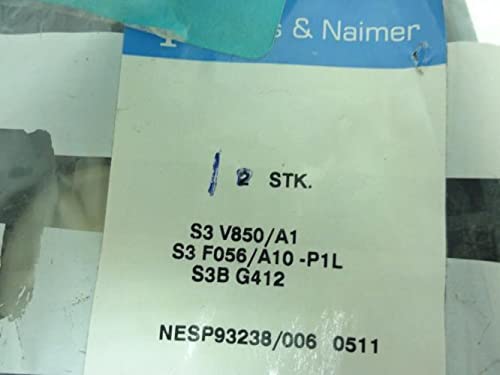 & Naimer
1 2 STK.
S3 V850/A1
S3 F056/A10 -P1L
S3B G412
NESP93238/006 0511